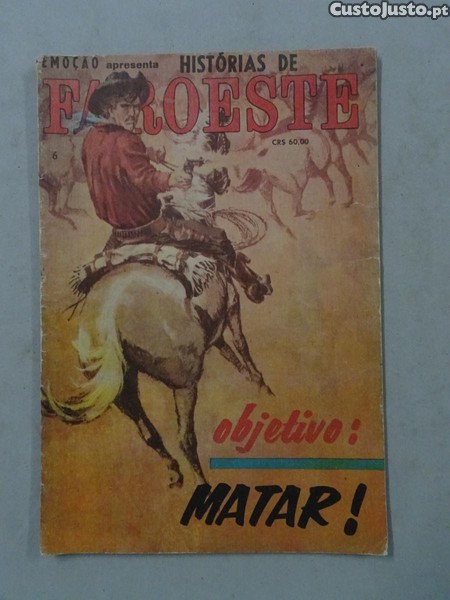 CustoJusto.pt
EMOÇÃO apresenta HISTÓRIAS DE
FAROESTE
6
CR$ 60,00
objetivo:
MATAR!